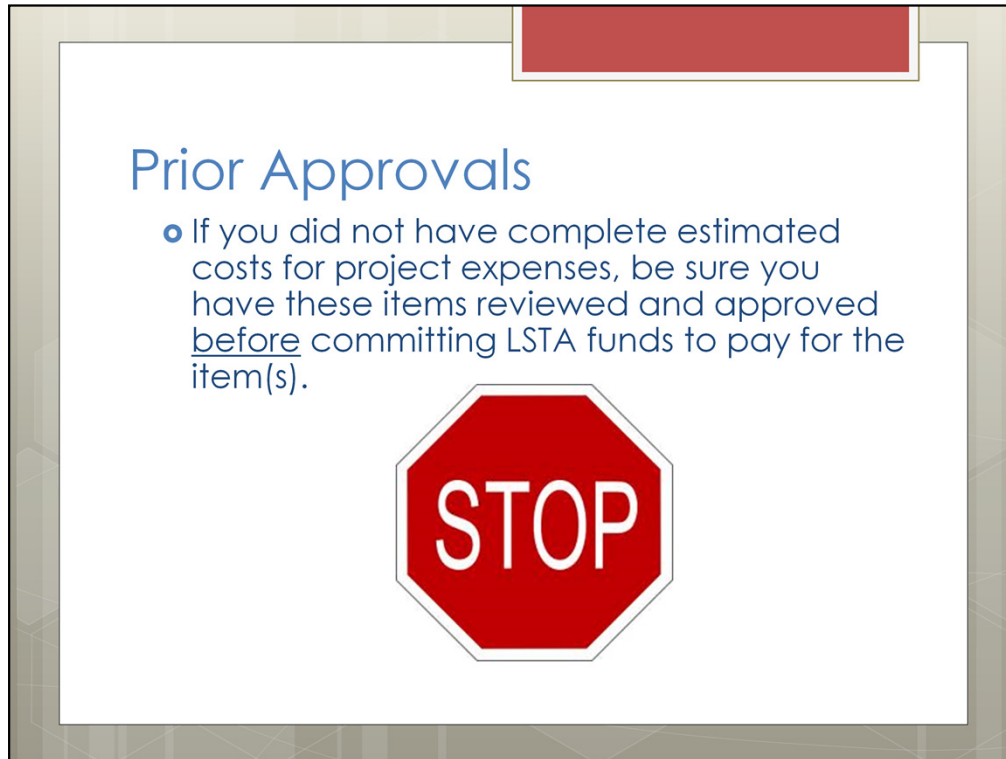 Prior Approvals
If you did not have complete estimated
costs for project expenses, be sure you
have these items reviewed and approved
before committing LSTA funds to pay for the
item(s).
STOP